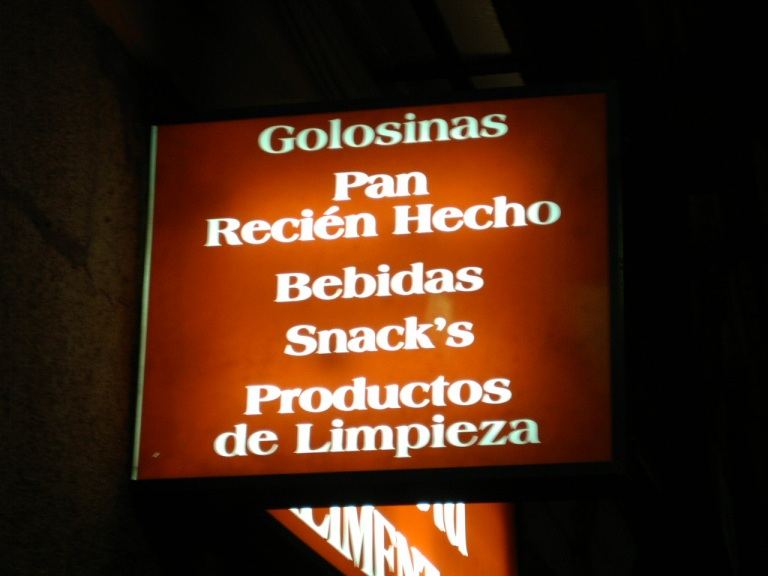 Golosinas
Pan
Recién Hecho
Bebidas
Snack's
Productos
de Limpieza